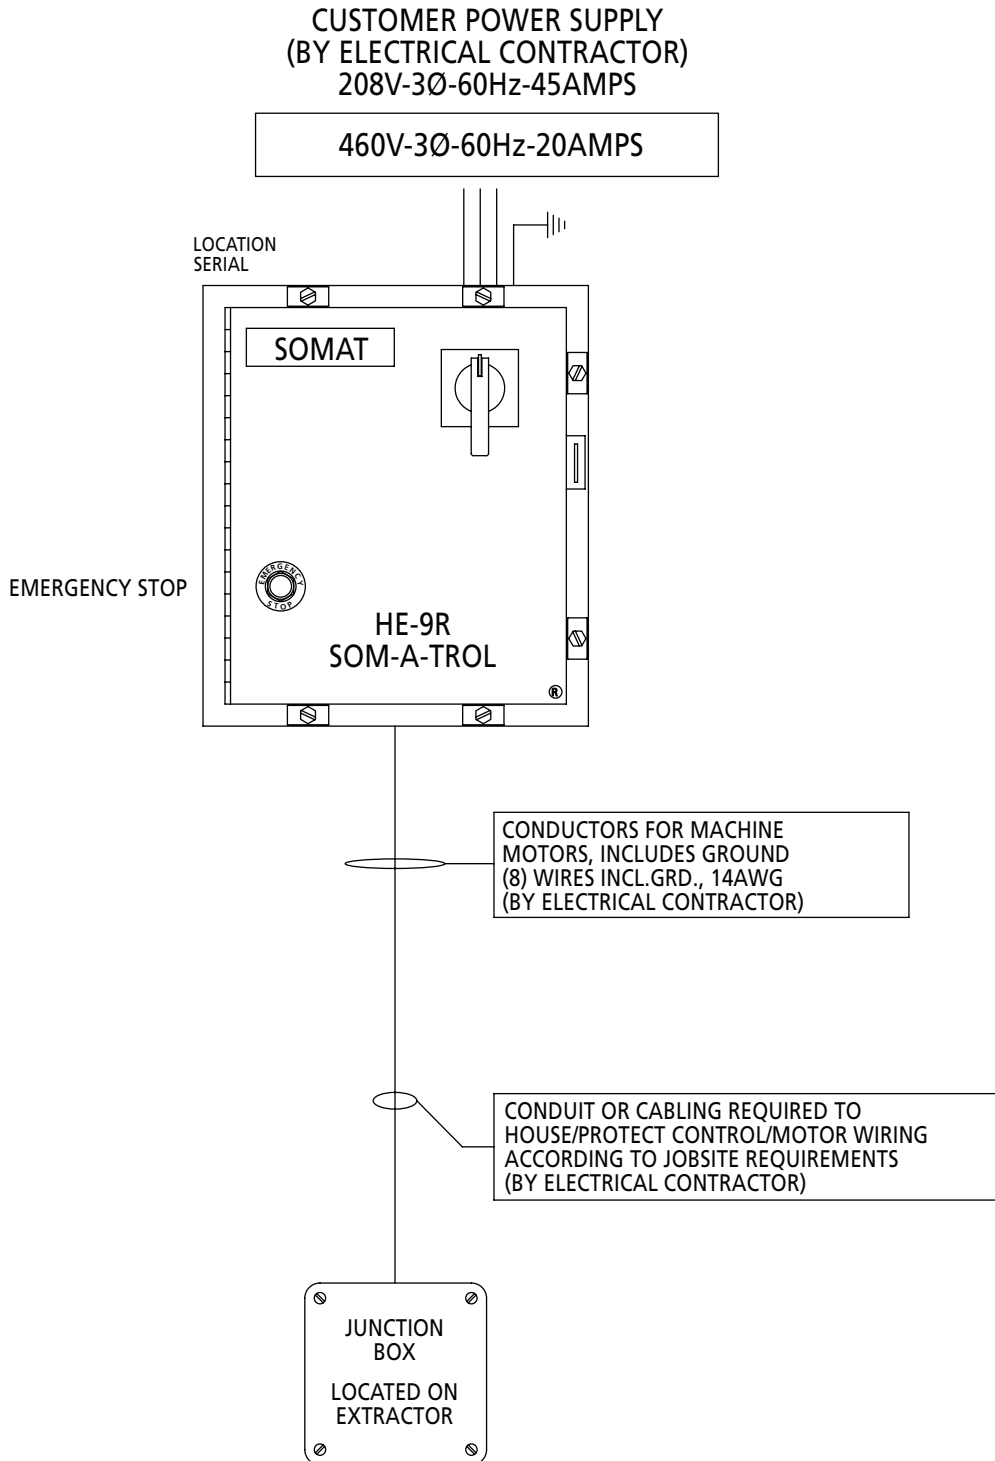 CUSTOMER POWER SUPPLY
(BY ELECTRICAL CONTRACTOR)
208V-3Ø-60Hz-45AMPS
460V-3Ø-60Hz-20AMPS
LOCATION
SERIAL
SOMAT
EMERGENCY STOP
EMERGENCY
STOP
HE-9R
SOM-A-TROL
®
CONDUCTORS FOR MACHINE
MOTORS, INCLUDES GROUND
(8) WIRES INCL.GRD., 14AWG
(BY ELECTRICAL CONTRACTOR)
CONDUIT OR CABLING REQUIRED TO
HOUSE/PROTECT CONTROL/MOTOR WIRING
ACCORDING TO JOBSITE REQUIREMENTS
(BY ELECTRICAL CONTRACTOR)
JUNCTION
BOX
LOCATED ON
EXTRACTOR